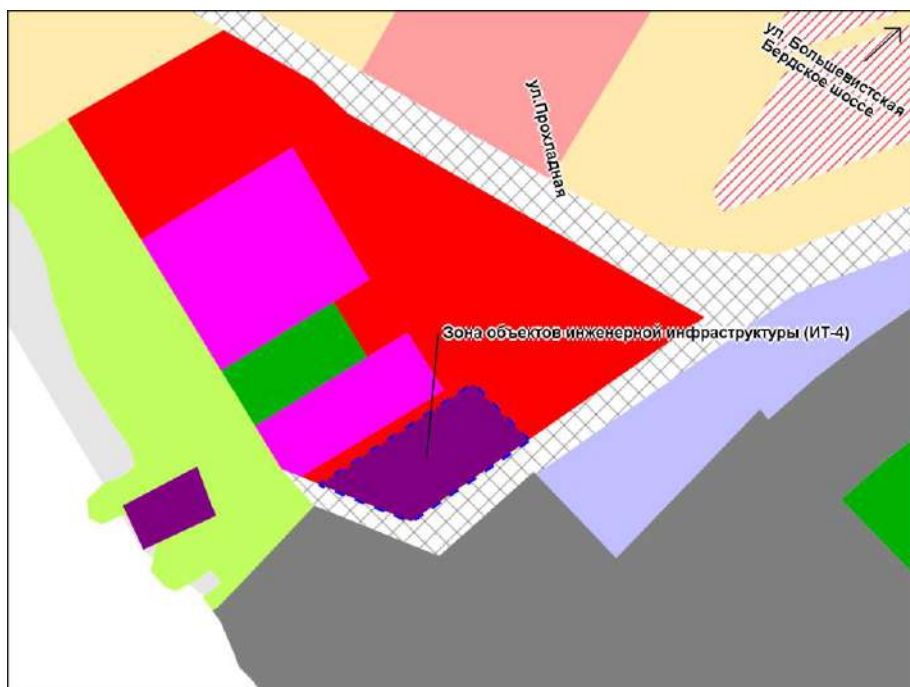 ул. Большевистская
Бердское шоссе
ул.Прохладная
Зона объектов инженерной инфраструктуры (ИТ-4)